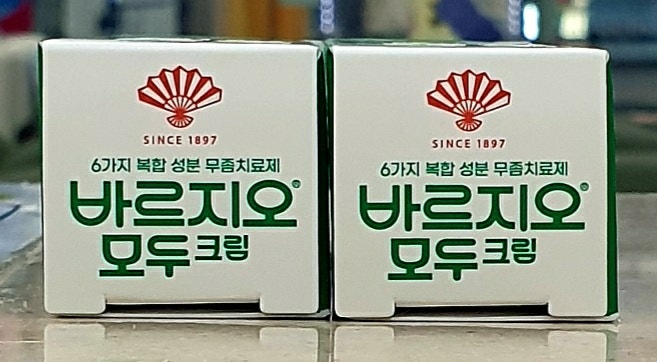 SINCE 1897
6가지 복합 성분 무좀치료제
바르지오®
모두크림
SINCE 1897
6가지 복합 성분 무좀치료제
바르지오®
모두크림